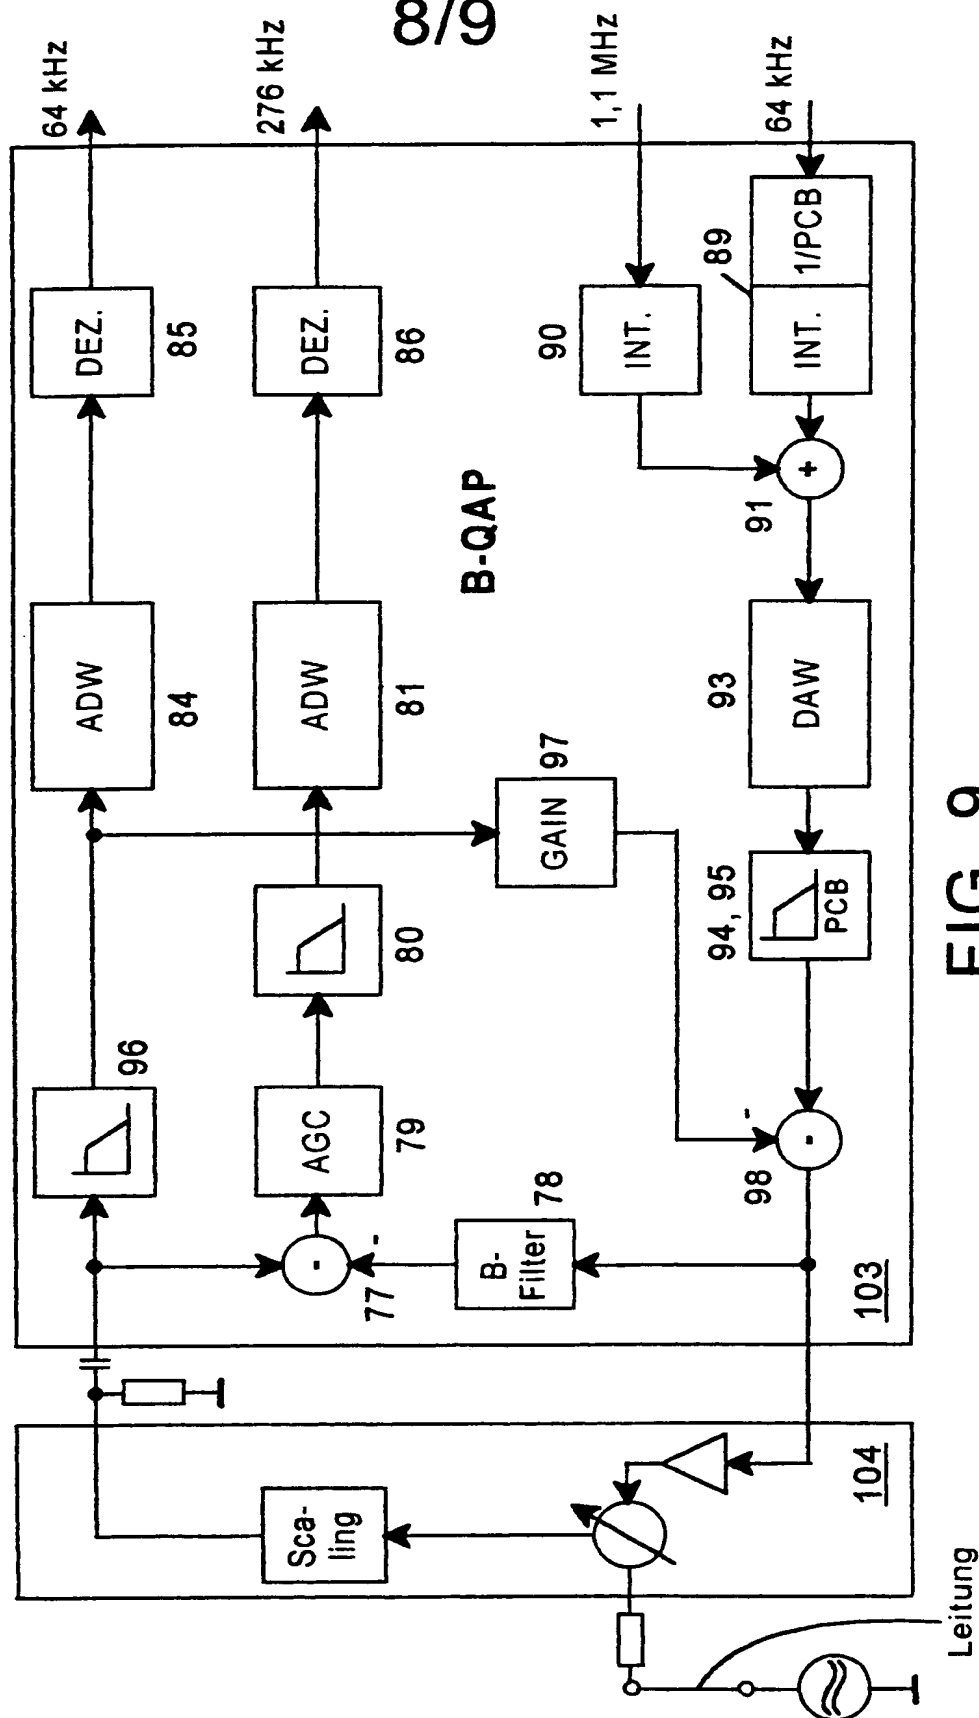 8/9
64 kHz
276 kHz
1,1 MHz
64 kHz
DEZ.
85
DEZ.
86
90
INT.
89
INT.
1/PCB
ADW
84
ADW
81
B-QAP
91
+
93
DAW
97
GAIN
94, 95
PCB
96
80
AGC
79
77
-
-
78
B-
Filter
98
-
-
103
Sca-
ling
104
Leitung
FIG. 9